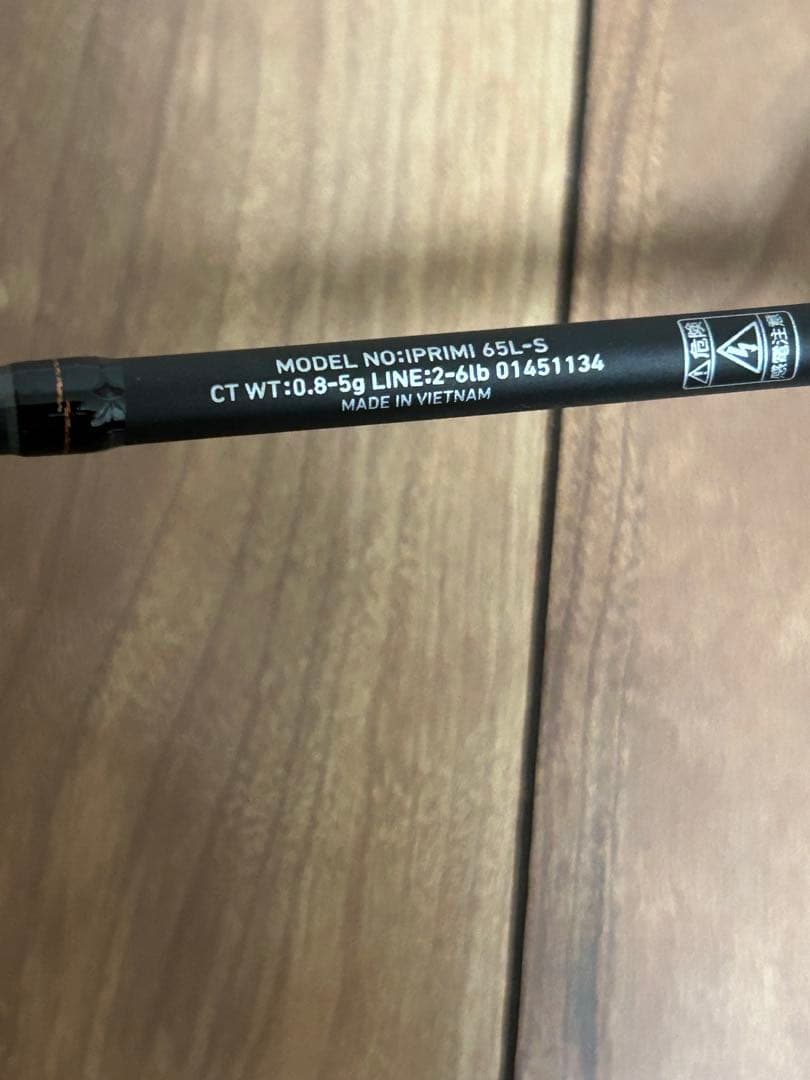 MODEL NO:IPRIMI 65L-S
CT WT:0.8-5g LINE:2-6lb 01451134
MADE IN VIETNAM
危険
感電注意